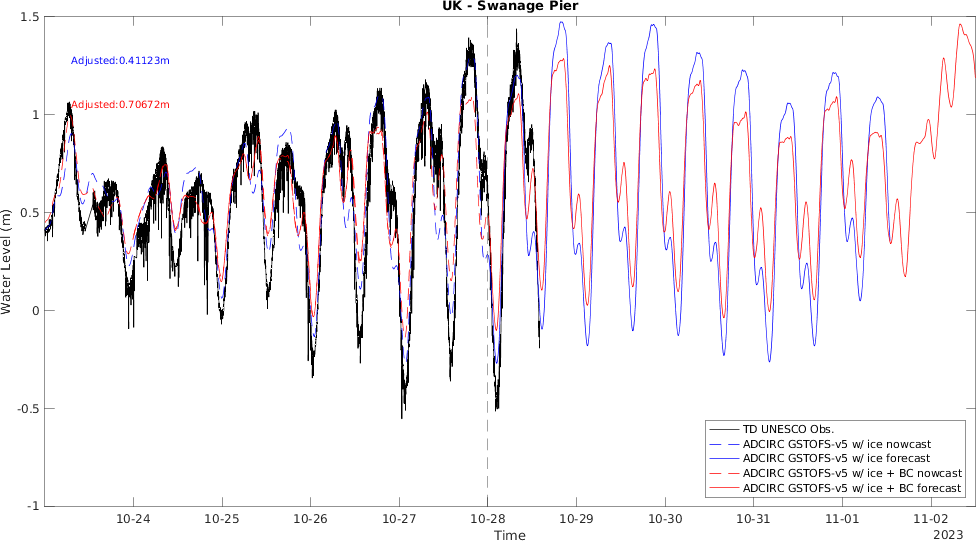 UK - Swanage Pier
Adjusted:0.41123m
Adjusted:0.70672m
Water Level (m)
1.5
1
0.5
0
-0.5
-1
10-24
10-25
10-26
10-27
10-28
10-29
10-30
10-31
11-01
11-02
Time
2023
TD UNESCO Obs.
ADCIRC GSTOFS-v5 w/ ice nowcast
ADCIRC GSTOFS-v5 w/ ice forecast
ADCIRC GSTOFS-v5 w/ ice + BC nowcast
ADCIRC GSTOFS-v5 w/ ice + BC forecast